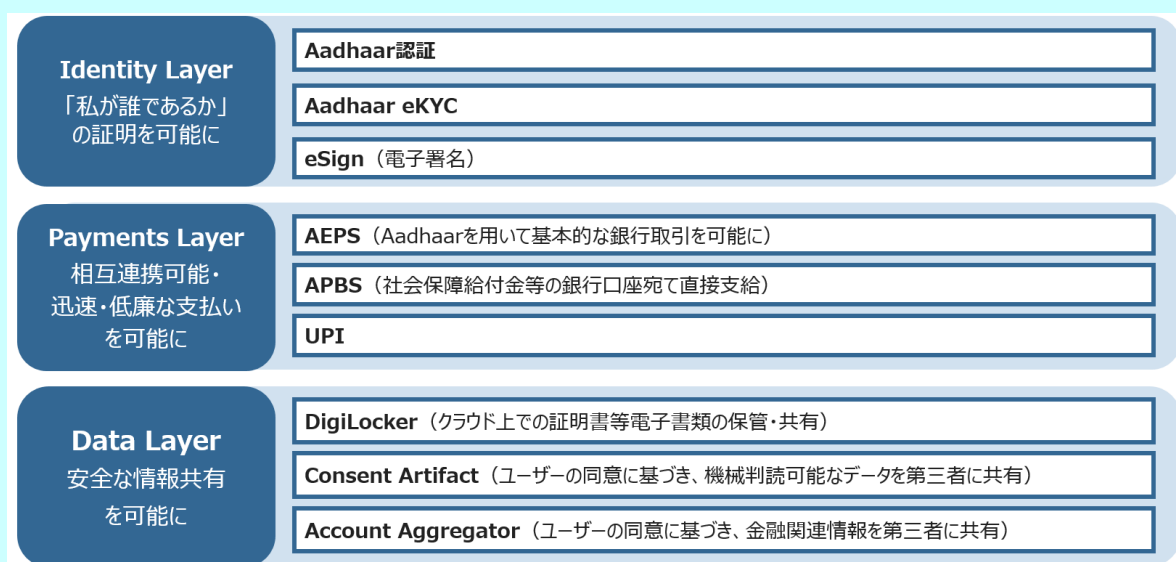 Identity Layer
「私が誰であるか」
の証明を可能に
Aadhaar認証
Aadhaar eKYC
eSign（電子署名）
Payments Layer
相互連携可能・
迅速・低廉な支払い
を可能に
AEPS（Aadhaarを用いて基本的な銀行取引を可能に）
APBS（社会保障給付金等の銀行口座宛て直接支給）
UPI
Data Layer
安全な情報共有
を可能に
DigiLocker（クラウド上での証明書等電子書類の保管・共有）
Consent Artifact（ユーザーの同意に基づき、機械判読可能なデータを第三者に共有）
Account Aggregator（ユーザーの同意に基づき、金融関連情報を第三者に共有）